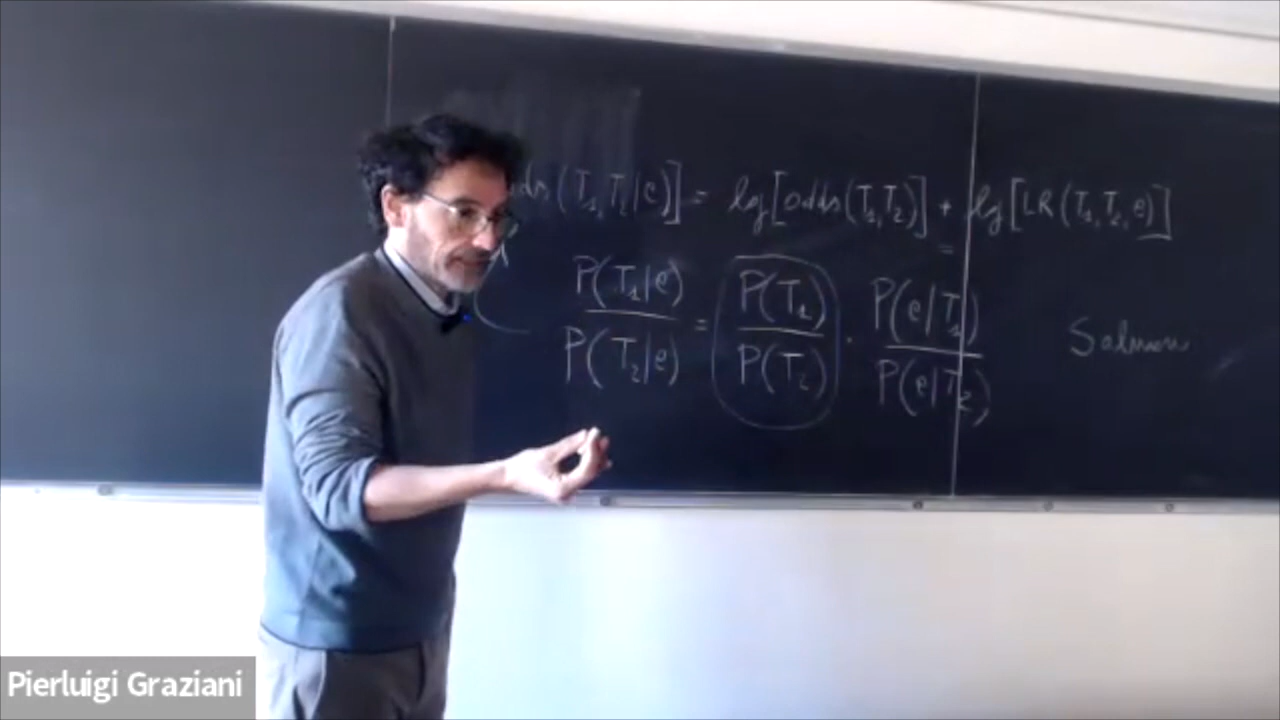 (T₁,T₂|e)] = log[odds(T₁,T₂)] + log[LR(T₁,T₂,e)]
P(T₁|e) / P(T₂|e) = P(T₁) / P(T₂) · P(e|T₁) / P(e|T₂)
Salmon
Pierluigi Graziani